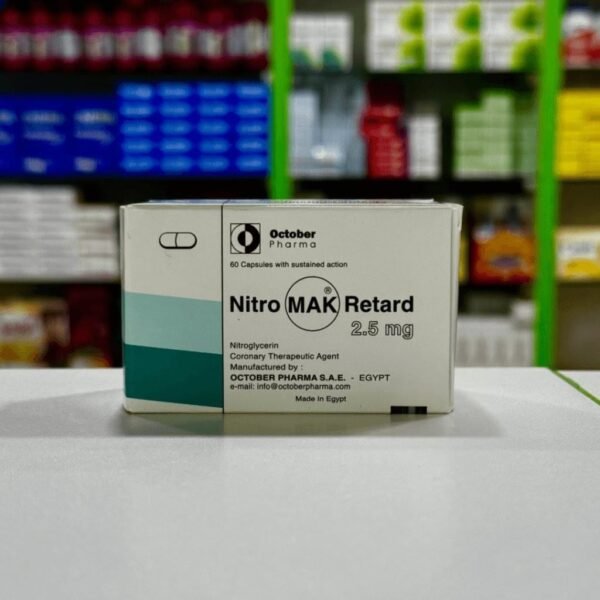 October
Pharma
60 Capsules with sustained action
Nitro MAK® Retard
2.5 mg
Nitroglycerin
Coronary Therapeutic Agent
Manufactured by :
OCTOBER PHARMA S.A.E. - EGYPT
e-mail: info@octoberpharma.com
Made in Egypt